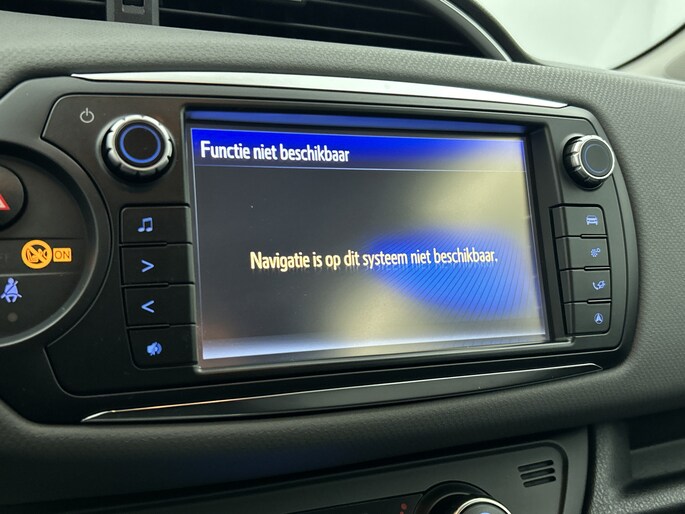 Functie niet beschikbaar
Navigatie is op dit systeem niet beschikbaar.
ON